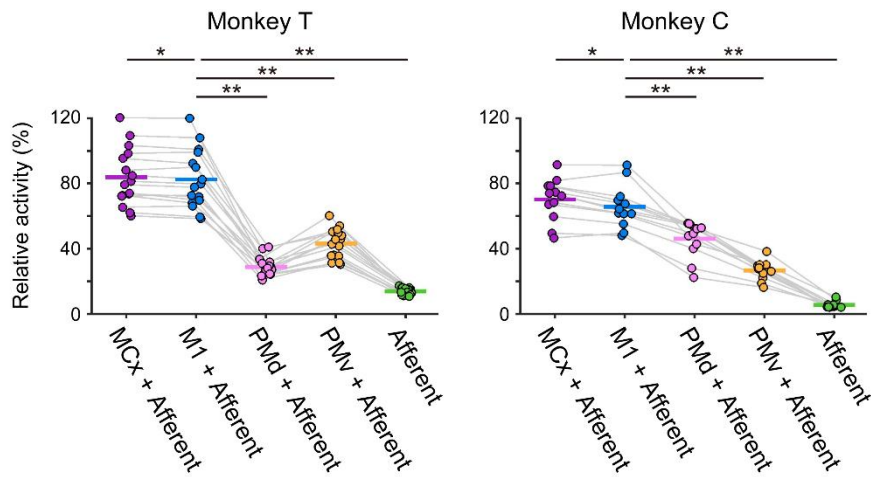 Monkey T
Monkey C
*
**
**
**
*
**
**
**
Relative activity (%)
120
80
40
0
120
80
40
0
MCx + Afferent
M1 + Afferent
PMd + Afferent
PMv + Afferent
Afferent
MCx + Afferent
M1 + Afferent
PMd + Afferent
PMv + Afferent
Afferent